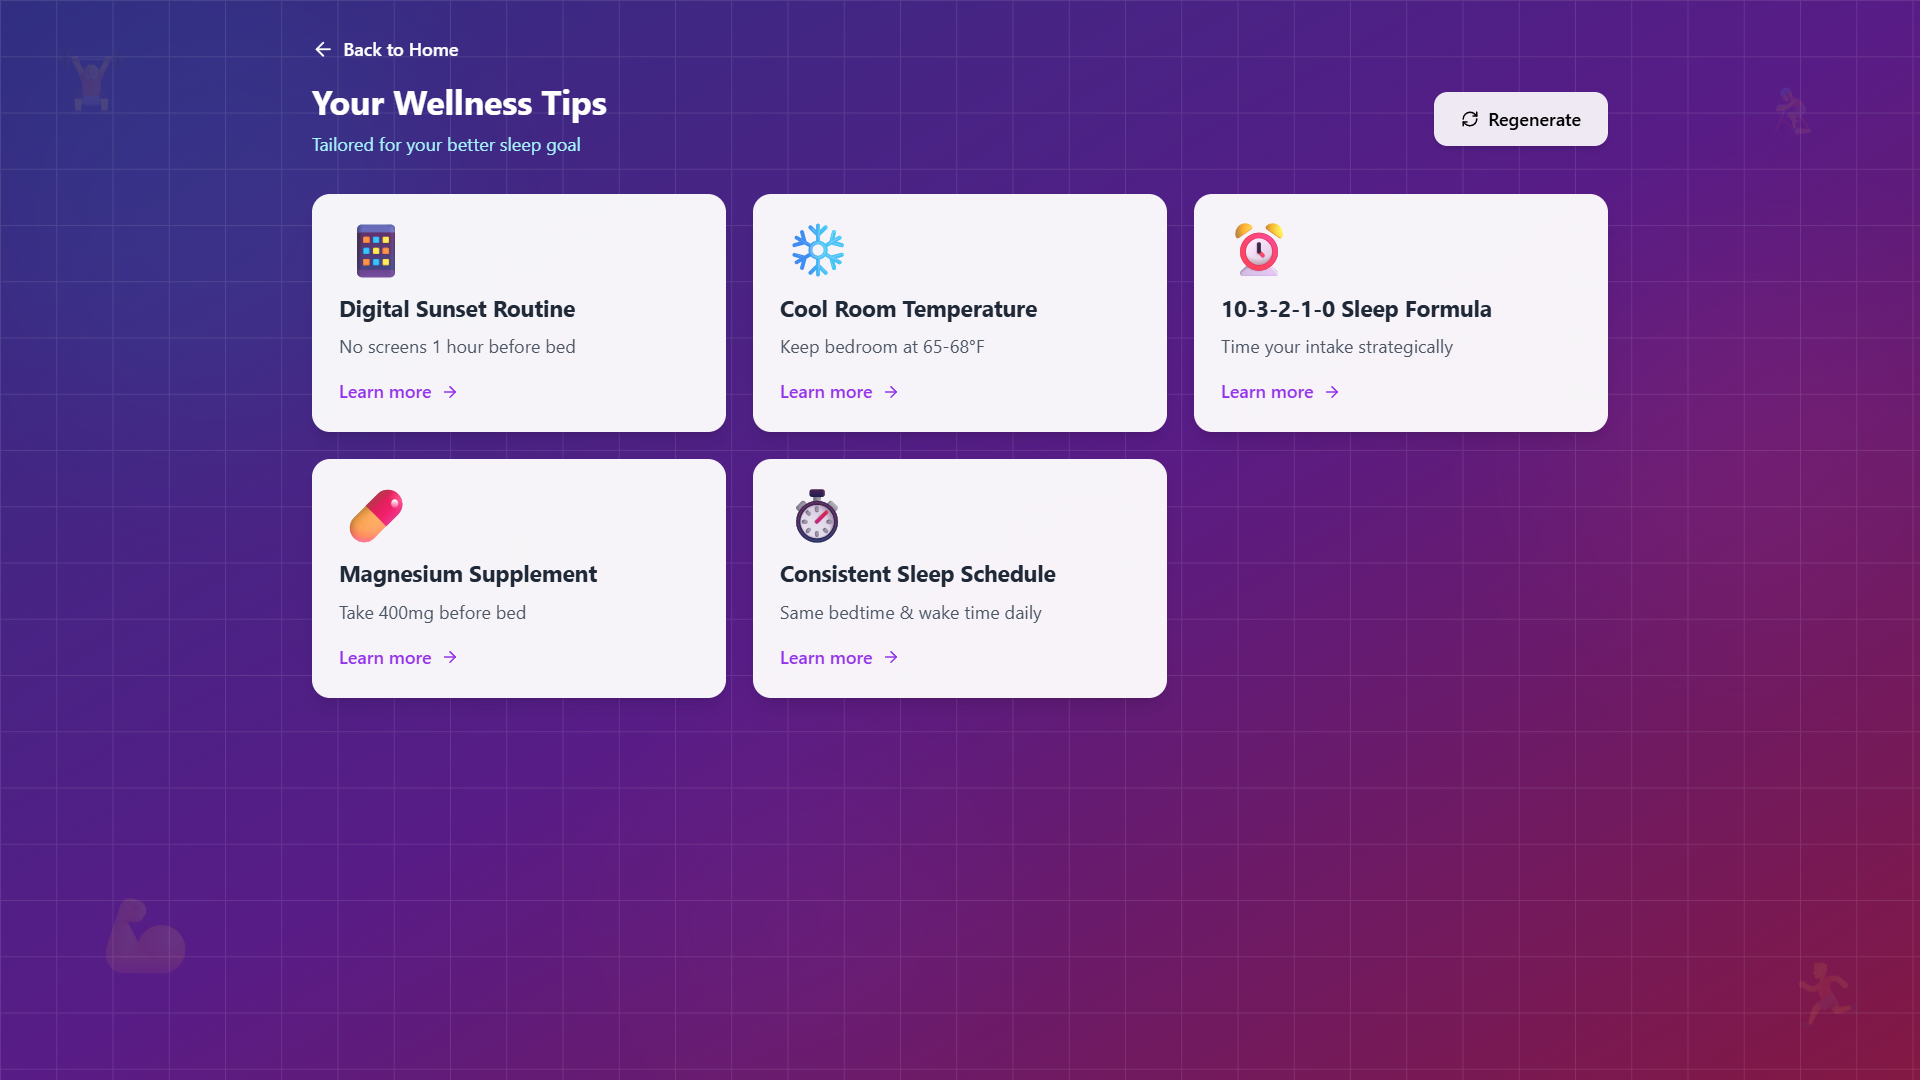 Back to Home
Your Wellness Tips
Tailored for your better sleep goal
Regenerate
Digital Sunset Routine
No screens 1 hour before bed
Learn more
Cool Room Temperature
Keep bedroom at 65-68°F
Learn more
10-3-2-1-0 Sleep Formula
Time your intake strategically
Learn more
Magnesium Supplement
Take 400mg before bed
Learn more
Consistent Sleep Schedule
Same bedtime & wake time daily
Learn more